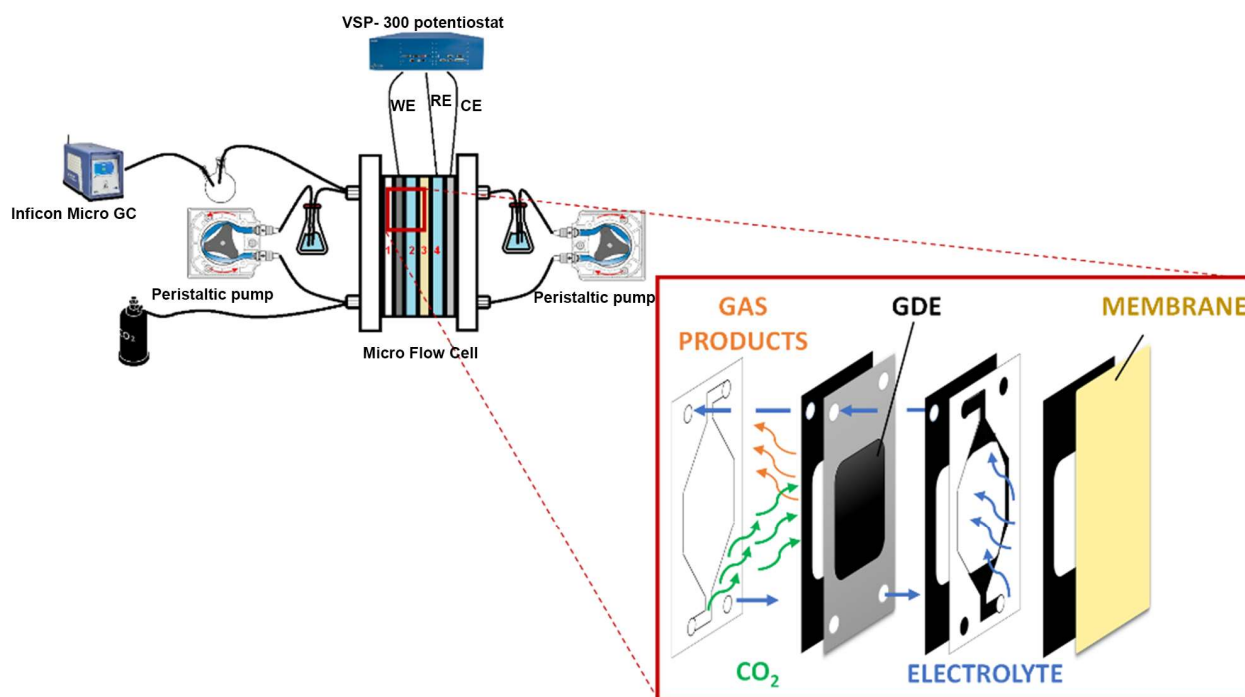 VSP- 300 potentiostat
WE
RE
CE
Inficon Micro GC
Peristaltic pump
CO₂
1
2
3
4
Peristaltic pump
Micro Flow Cell
GAS
PRODUCTS
GDE
MEMBRANE
CO₂
ELECTROLYTE